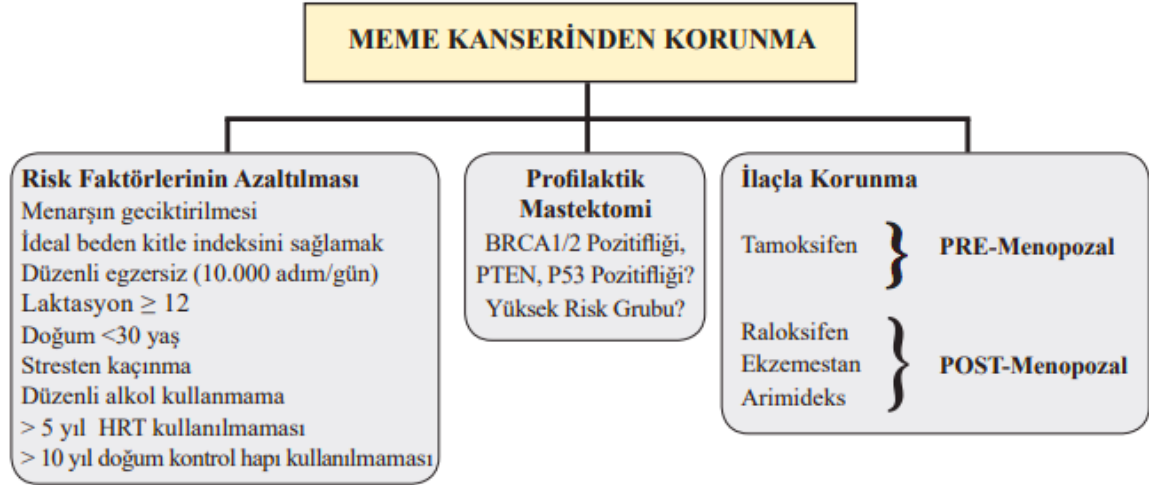 MEME KANSERİNDEN KORUNMA
Risk Faktörlerinin Azaltılması
Menarşın geciktirilmesi
İdeal beden kitle indeksini sağlamak
Düzenli egzersiz (10.000 adım/gün)
Laktasyon ≥ 12
Doğum <30 yaş
Stresten kaçınma
Düzenli alkol kullanmama
> 5 yıl HRT kullanılmaması
> 10 yıl doğum kontrol hapı kullanılmaması
Profilaktik
Mastektomi
BRCA1/2 Pozitifliği,
PTEN, P53 Pozitifliği?
Yüksek Risk Grubu?
İlaçla Korunma
Tamoksifen } PRE-Menopozal
Raloksifen
Ekzemestan } POST-Menopozal
Arimideks